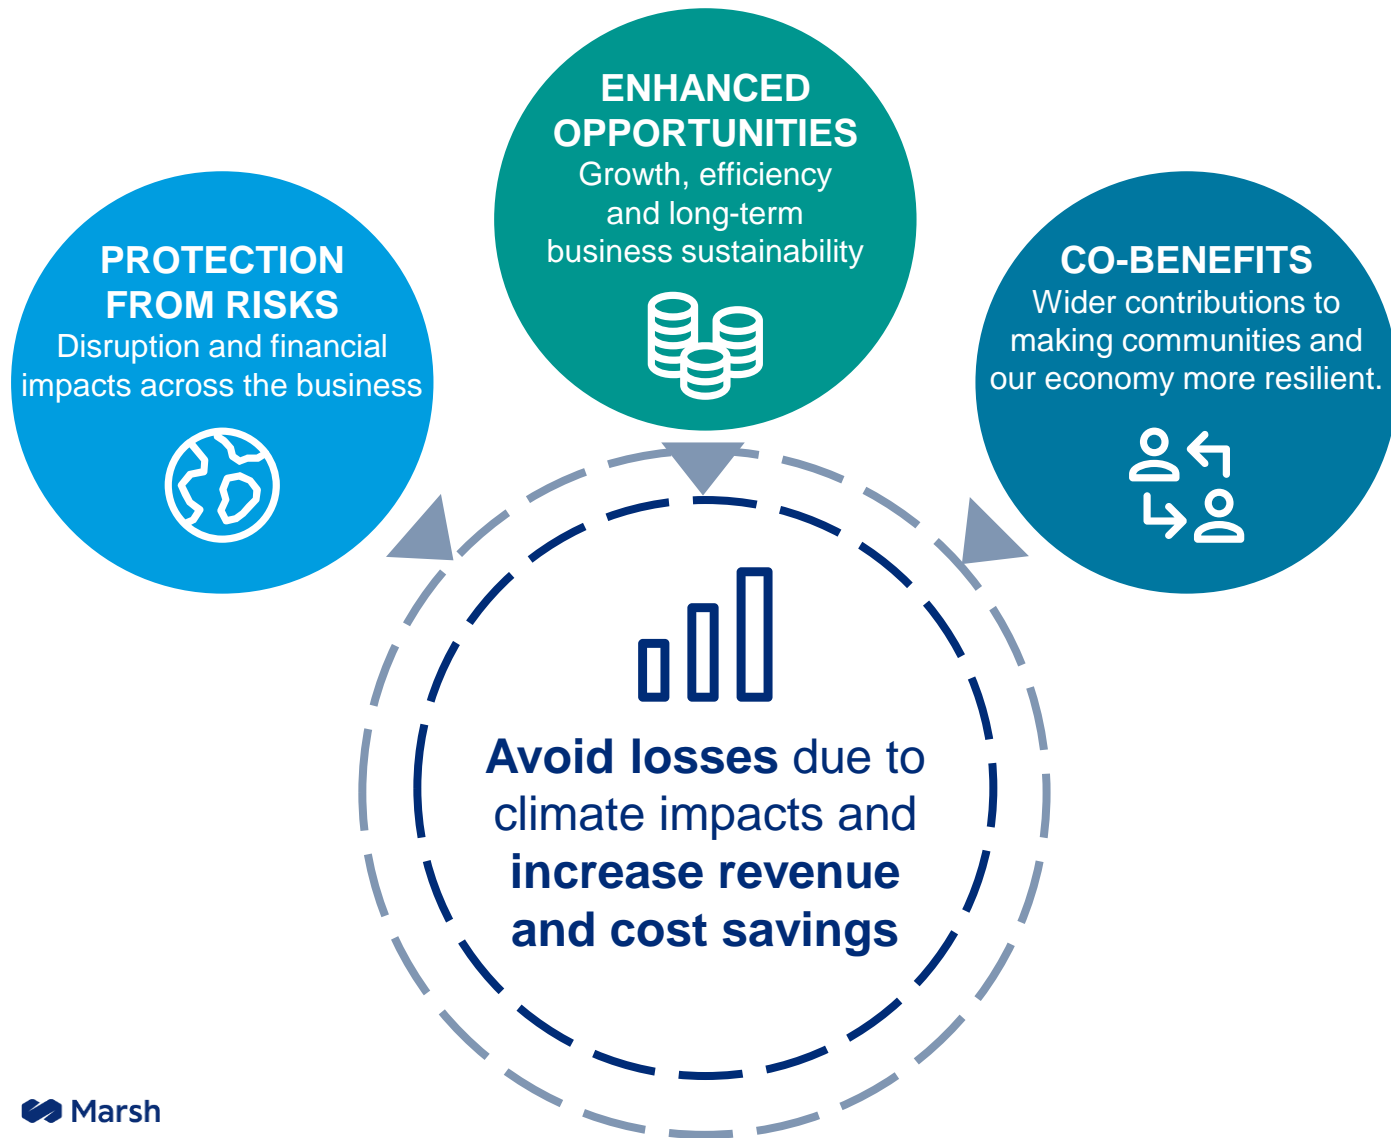 PROTECTION
FROM RISKS
Disruption and financial
impacts across the business
ENHANCED
OPPORTUNITIES
Growth, efficiency
and long-term
business sustainability
CO-BENEFITS
Wider contributions to
making communities and
our economy more resilient.
Avoid losses due to
climate impacts and
increase revenue
and cost savings
Marsh